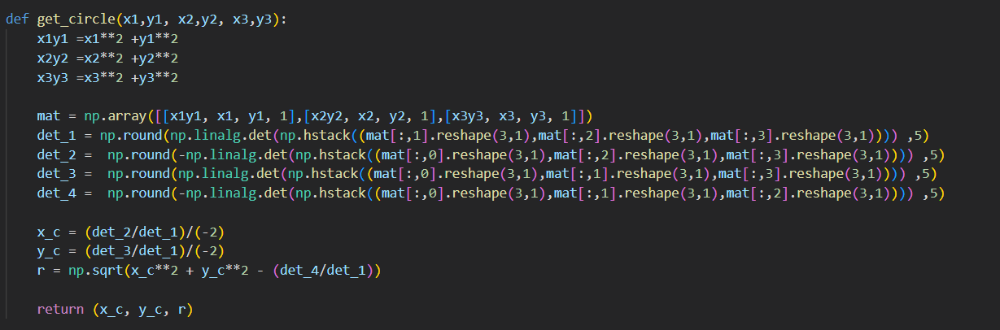 def get_circle(x1,y1, x2,y2, x3,y3):
    x1y1 =x1**2 +y1**2
    x2y2 =x2**2 +y2**2
    x3y3 =x3**2 +y3**2

    mat = np.array([[x1y1, x1, y1, 1],[x2y2, x2, y2, 1],[x3y3, x3, y3, 1]])
    det_1 = np.round(np.linalg.det(np.hstack((mat[:,1].reshape(3,1),mat[:,2].reshape(3,1),mat[:,3].reshape(3,1)))) ,5)
    det_2 =  np.round(-np.linalg.det(np.hstack((mat[:,0].reshape(3,1),mat[:,2].reshape(3,1),mat[:,3].reshape(3,1)))) ,5)
    det_3 =  np.round(np.linalg.det(np.hstack((mat[:,0].reshape(3,1),mat[:,1].reshape(3,1),mat[:,3].reshape(3,1)))) ,5)
    det_4 =  np.round(-np.linalg.det(np.hstack((mat[:,0].reshape(3,1),mat[:,1].reshape(3,1),mat[:,2].reshape(3,1)))) ,5)

    x_c = (det_2/det_1)/(-2)
    y_c = (det_3/det_1)/(-2)
    r = np.sqrt(x_c**2 + y_c**2 - (det_4/det_1))

    return (x_c, y_c, r)